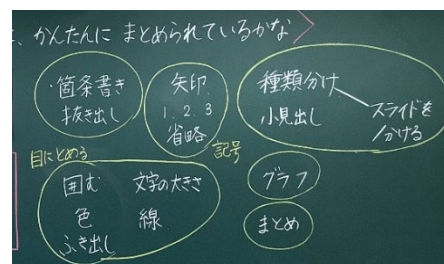 、かんたんに まとめられているかな
・箇条書き
抜き出し
矢印
1.2.3
省略
記号
種類分け
小見出し
スライドを
分ける
目にとめる
囲む 文字の大きさ
色 線
ふき出し
グラフ
まとめ